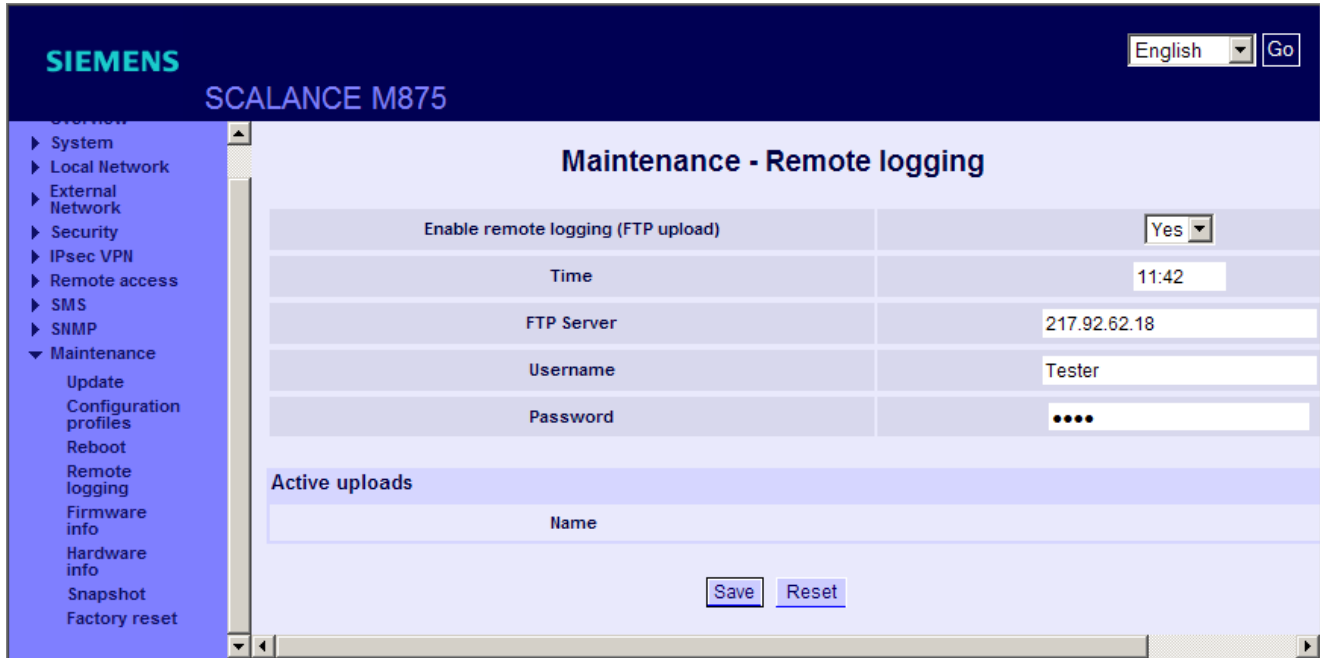 SIEMENS
English
Go
SCALANCE M875
Overview
System
Local Network
External
Network
Security
IPsec VPN
Remote access
SMS
SNMP
Maintenance
Update
Configuration
profiles
Reboot
Remote
logging
Firmware
info
Hardware
info
Snapshot
Factory reset
Maintenance - Remote logging
Enable remote logging (FTP upload)
Yes
Time
11:42
FTP Server
217.92.62.18
Username
Tester
Password
••••
Active uploads
Name
Save
Reset